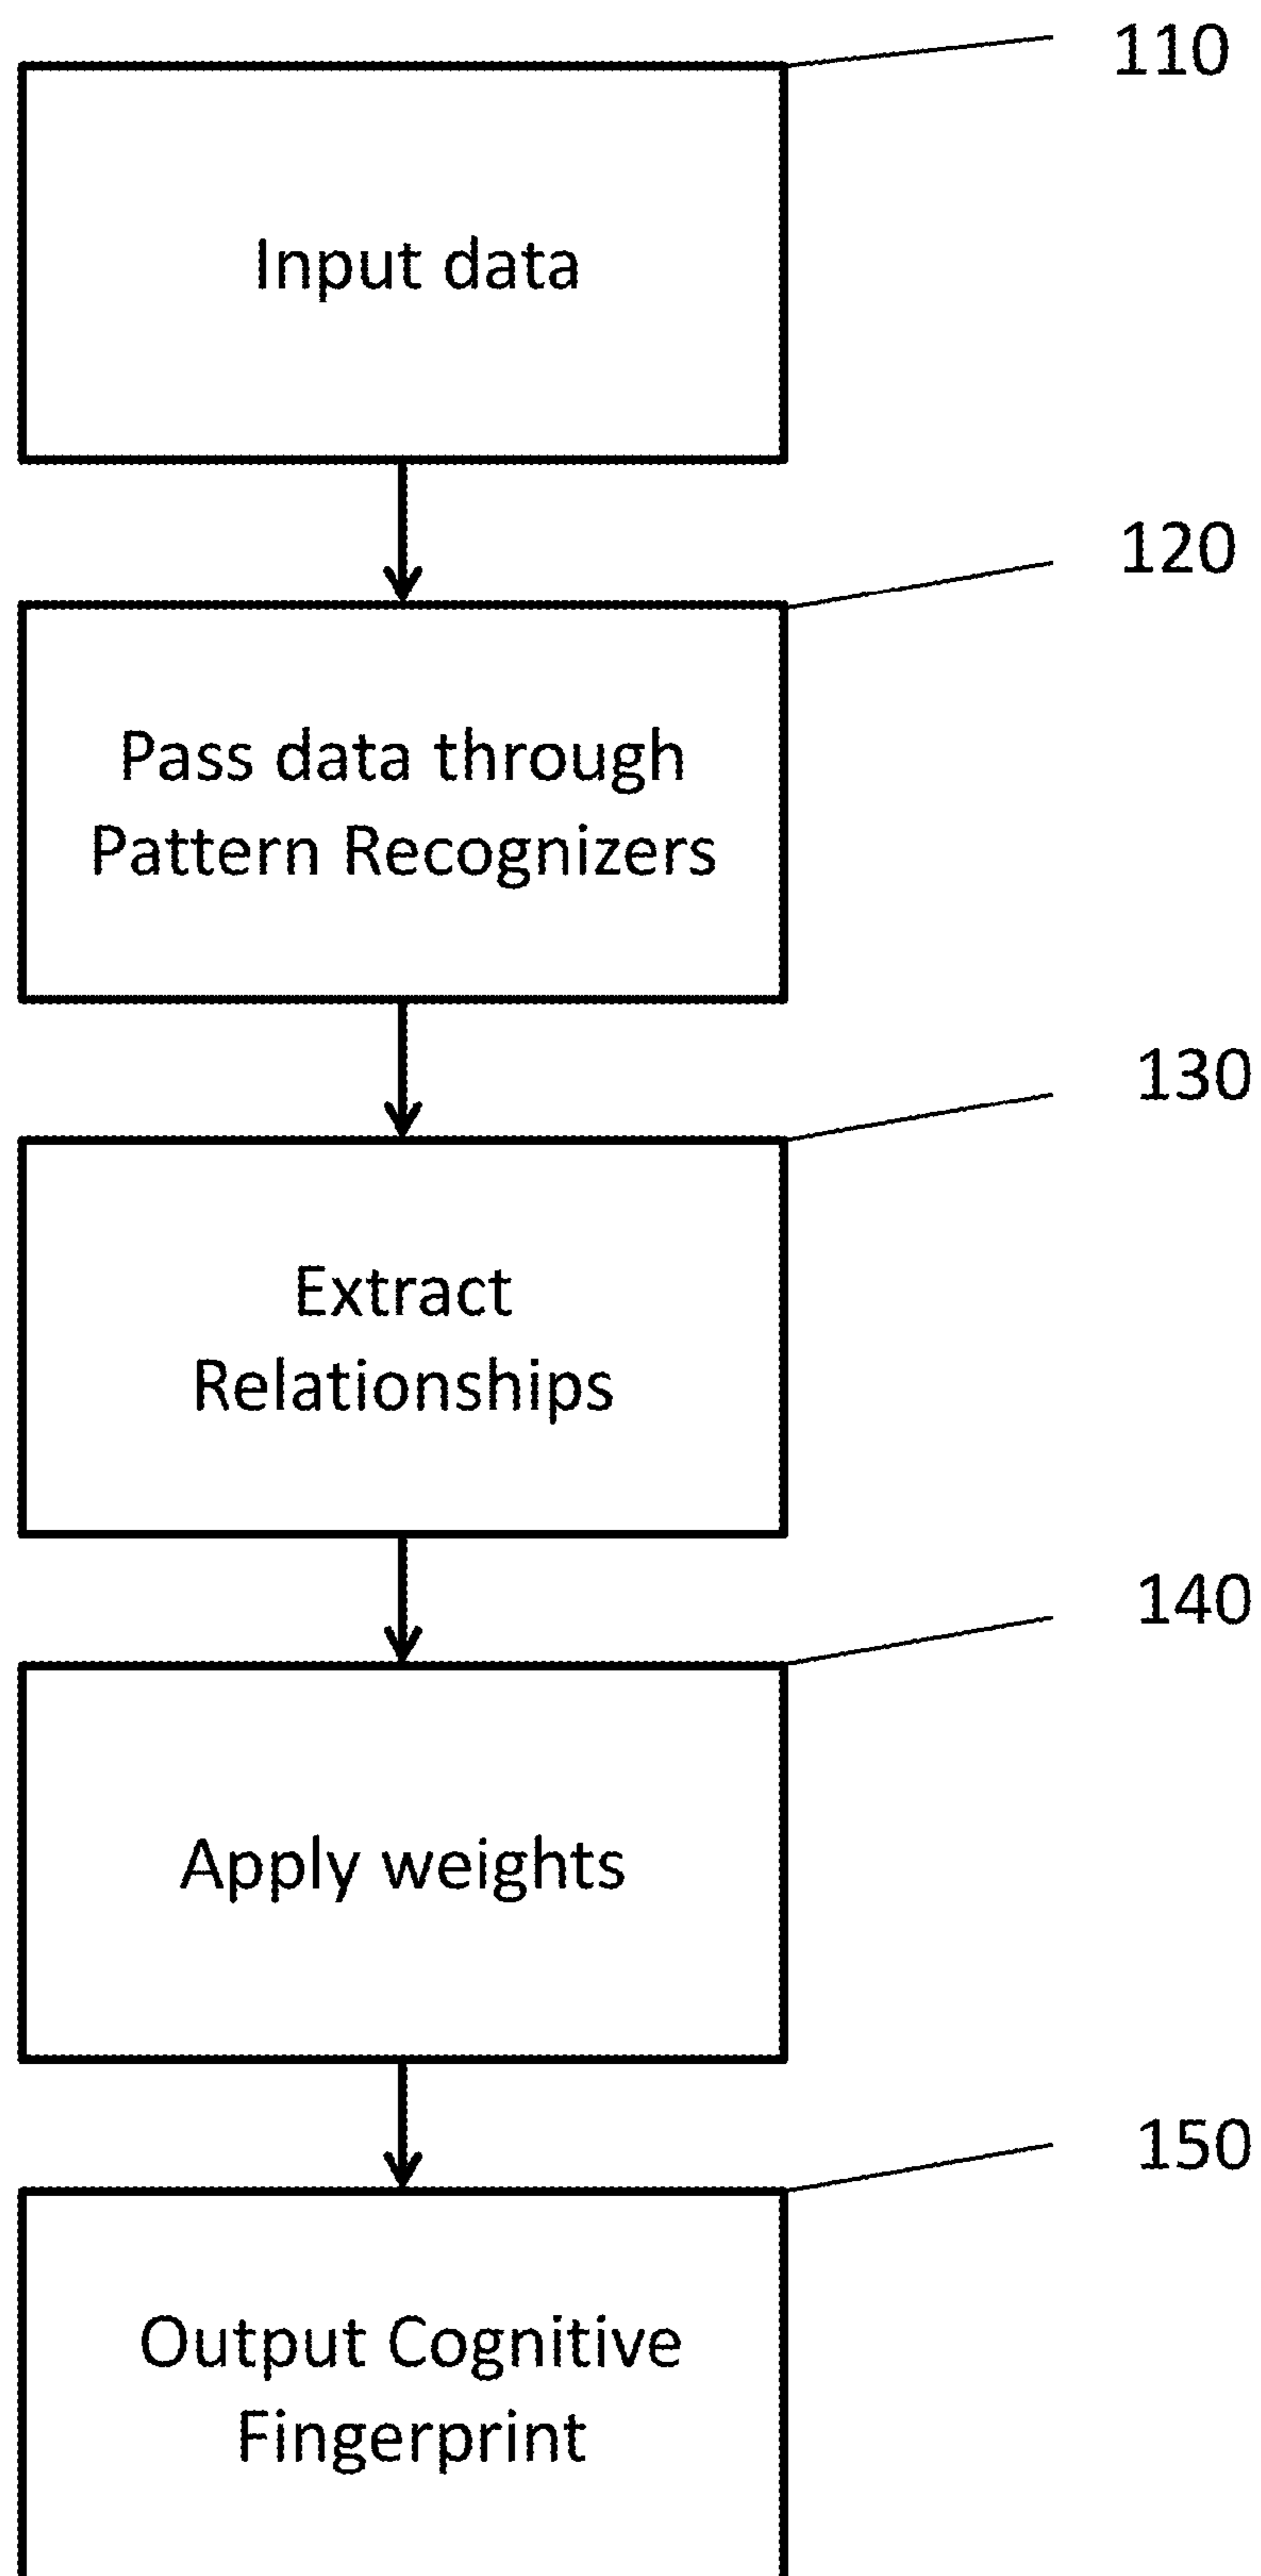 110
Input data
120
Pass data through
Pattern Recognizers
130
Extract
Relationships
140
Apply weights
150
Output Cognitive
Fingerprint